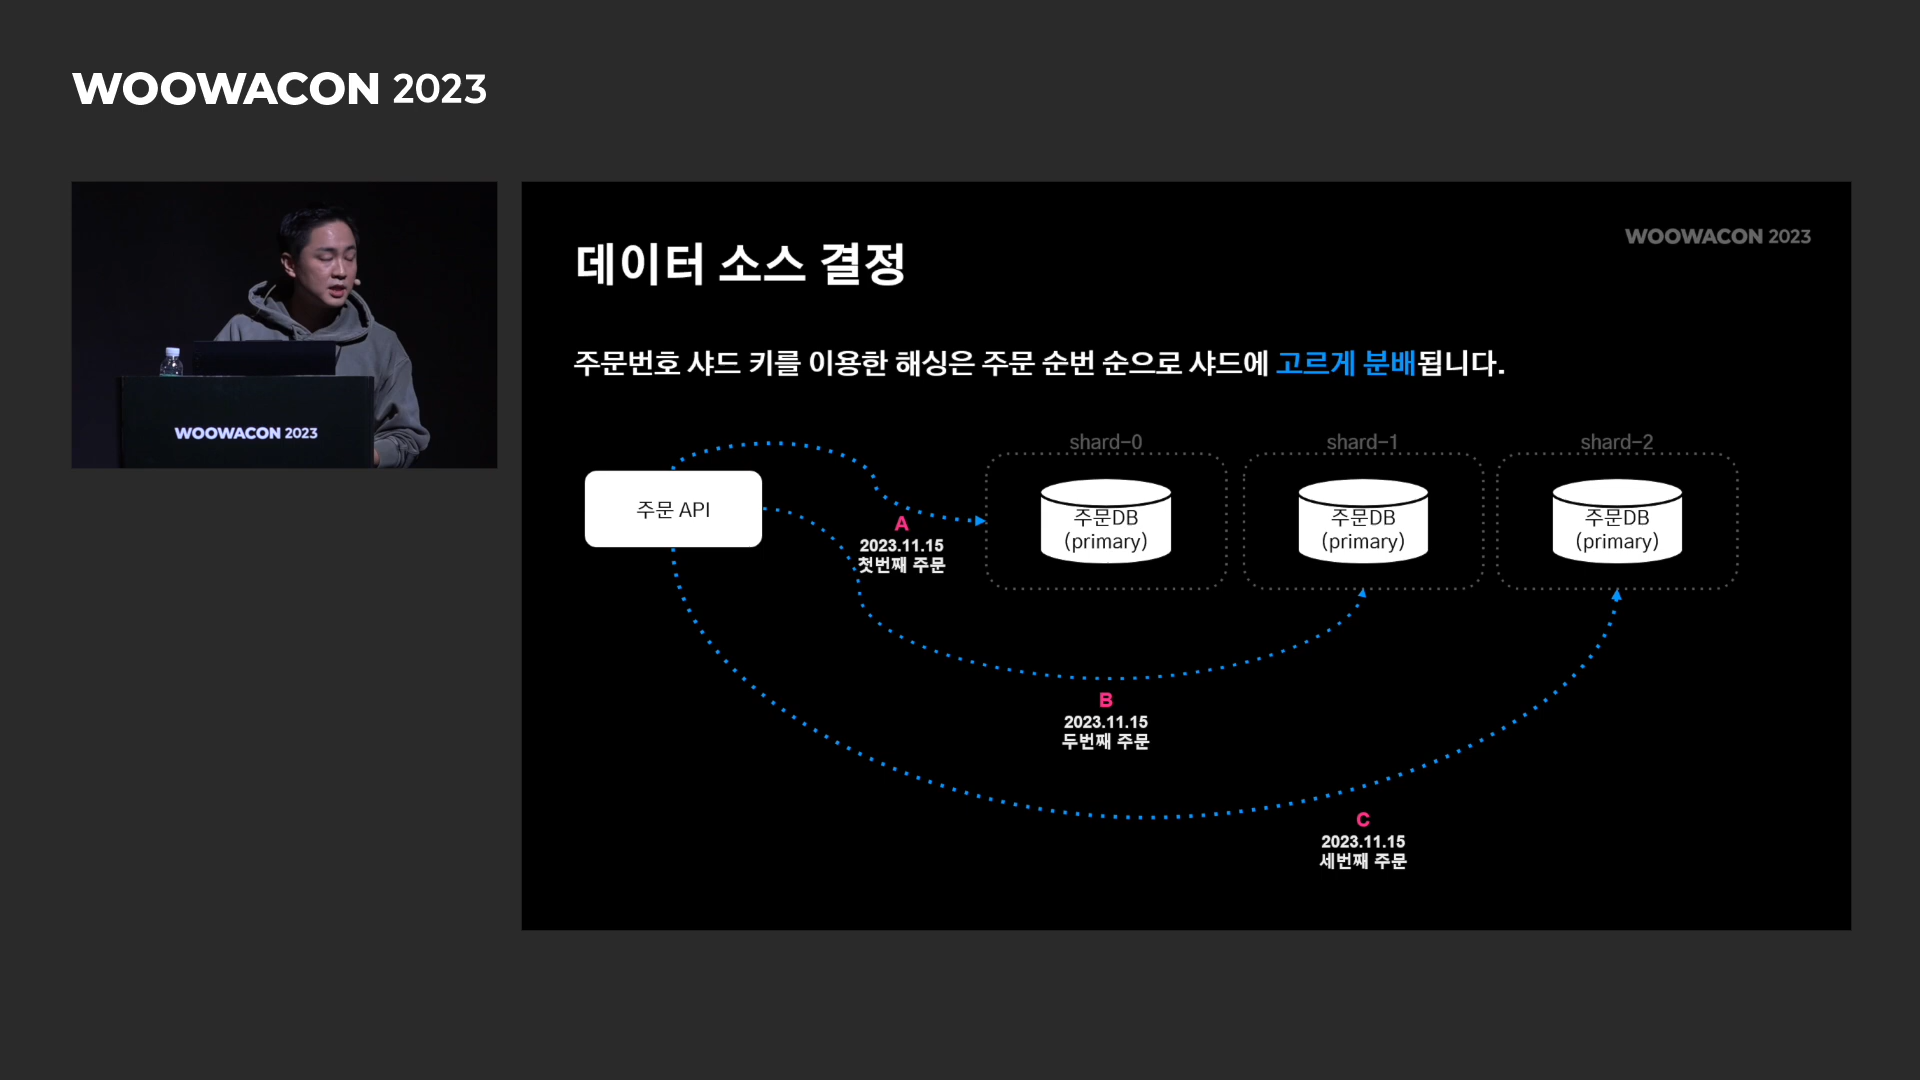 WOOWACON 2023
WOOWACON 2023
WOOWACON 2023
데이터 소스 결정
주문번호 샤드 키를 이용한 해싱은 주문 순번 순으로 샤드에 고르게 분배됩니다.
shard-0
shard-1
shard-2
주문 API
주문DB
(primary)
주문DB
(primary)
주문DB
(primary)
A
2023.11.15
첫번째 주문
B
2023.11.15
두번째 주문
C
2023.11.15
세번째 주문